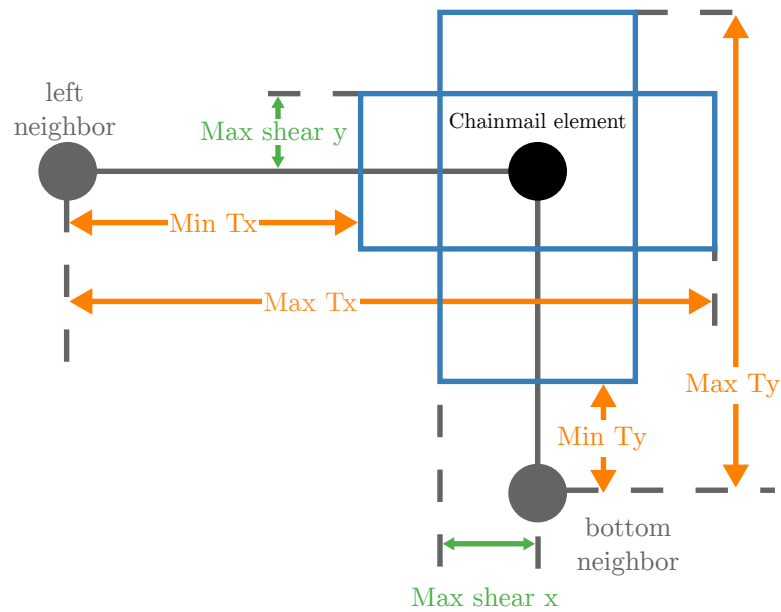 left
neighbor
Max shear y
Chainmail element
Min Tx
Max Tx
Max Ty
Min Ty
bottom
neighbor
Max shear x